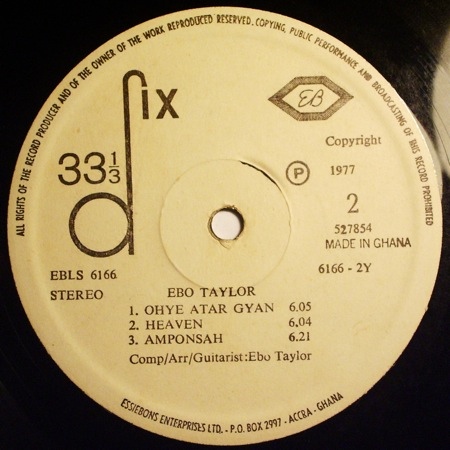 ALL RIGHTS OF THE RECORD PRODUCER AND OF THE OWNER OF THE WORK REPRODUCED RESERVED. COPYING, PUBLIC PERFORMANCE AND BROADCASTING OF THIS RECORD PROHIBITED
dix
EB
33 1/3
Copyright
P 1977
2
527854
MADE IN GHANA
EBLS 6166
6166 - 2Y
STEREO
EBO TAYLOR
1. OHYE ATAR GYAN 6.05
2. HEAVEN 6.04
3. AMPONSAH 6.21
Comp/Arr/Guitarist:Ebo Taylor
ESSIEBONS ENTERPRISES LTD. - P.O. BOX 2997 - ACCRA - GHANA